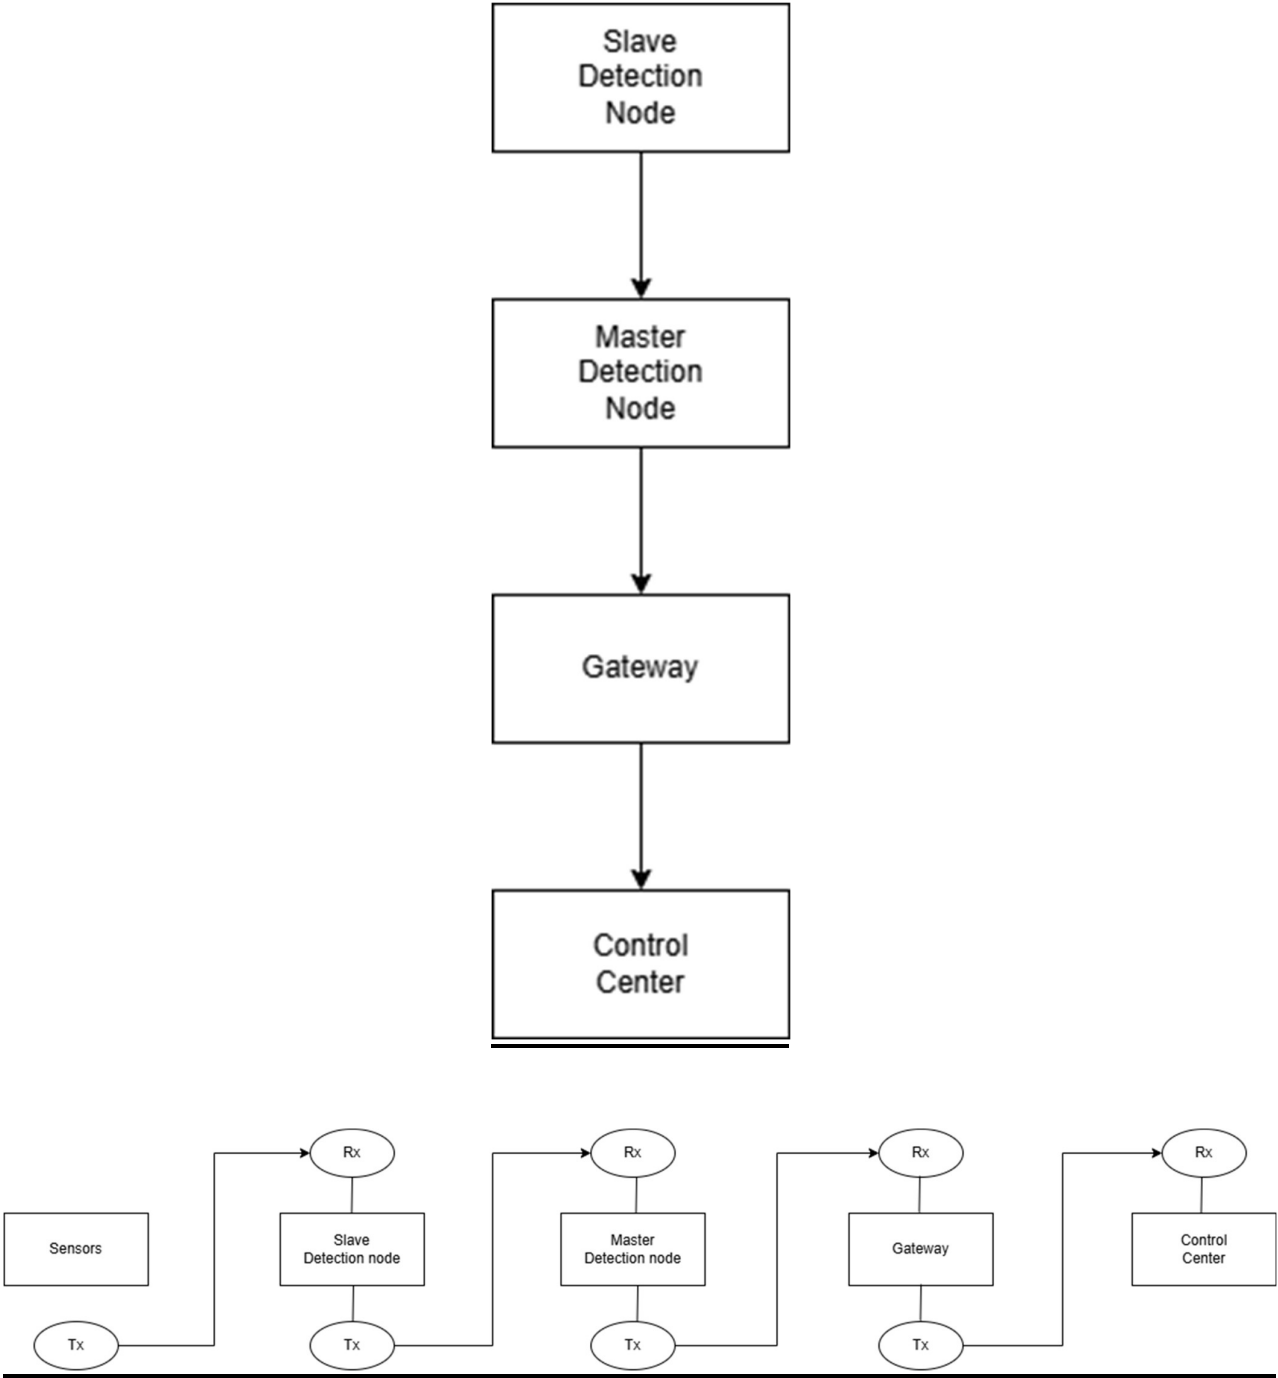 Slave
Detection
Node
Master
Detection
Node
Gateway
Control
Center
Rx
Rx
Rx
Rx
Sensors
Slave
Detection node
Master
Detection node
Gateway
Control
Center
Tx
Tx
Tx
Tx